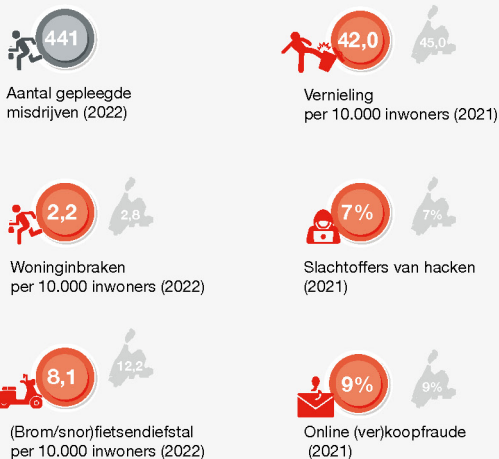 441
Aantal gepleegde
misdrijven (2022)
42,0
45,0
Vernieling
per 10.000 inwoners (2021)
2,2
2,8
Woninginbraken
per 10.000 inwoners (2022)
7%
7%
Slachtoffers van hacken
(2021)
8,1
12,2
(Brom/snor)fietsendiefstal
per 10.000 inwoners (2022)
9%
9%
Online (ver)koopfraude
(2021)